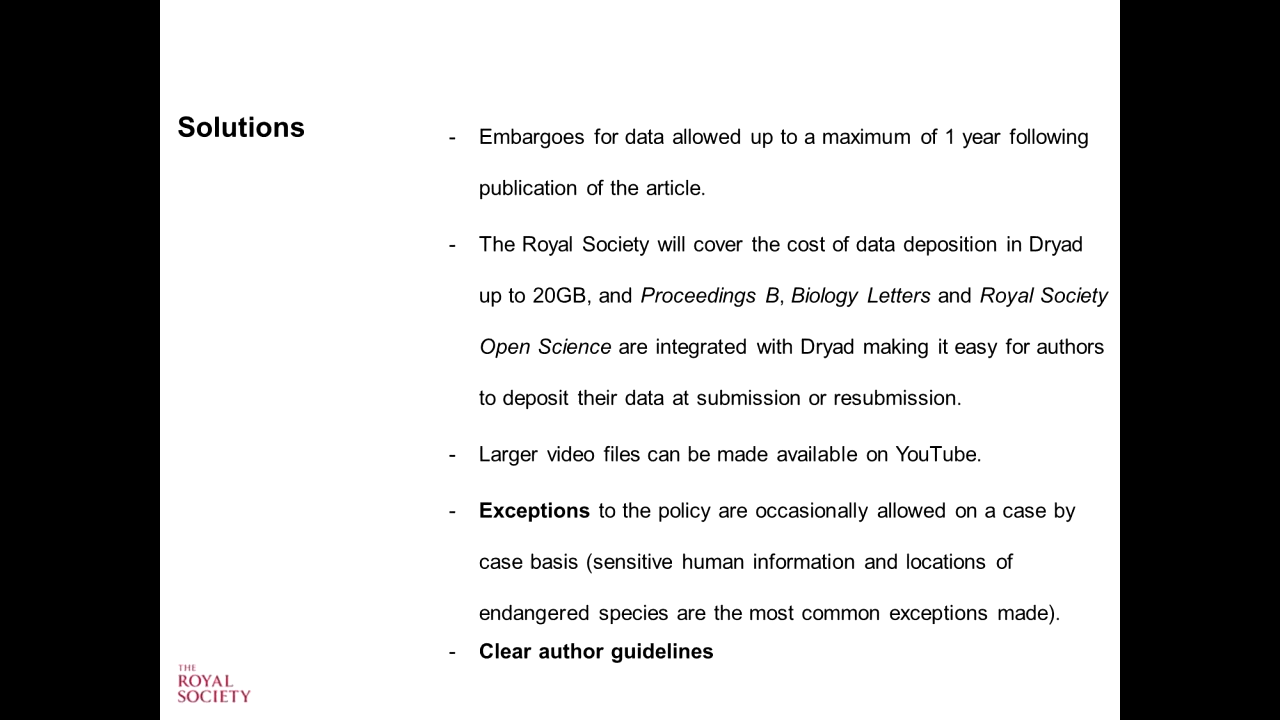 Solutions
- Embargoes for data allowed up to a maximum of 1 year following
publication of the article.
- The Royal Society will cover the cost of data deposition in Dryad
up to 20GB, and Proceedings B, Biology Letters and Royal Society
Open Science are integrated with Dryad making it easy for authors
to deposit their data at submission or resubmission.
- Larger video files can be made available on YouTube.
- Exceptions to the policy are occasionally allowed on a case by
case basis (sensitive human information and locations of
endangered species are the most common exceptions made).
- Clear author guidelines
THE
ROYAL
SOCIETY